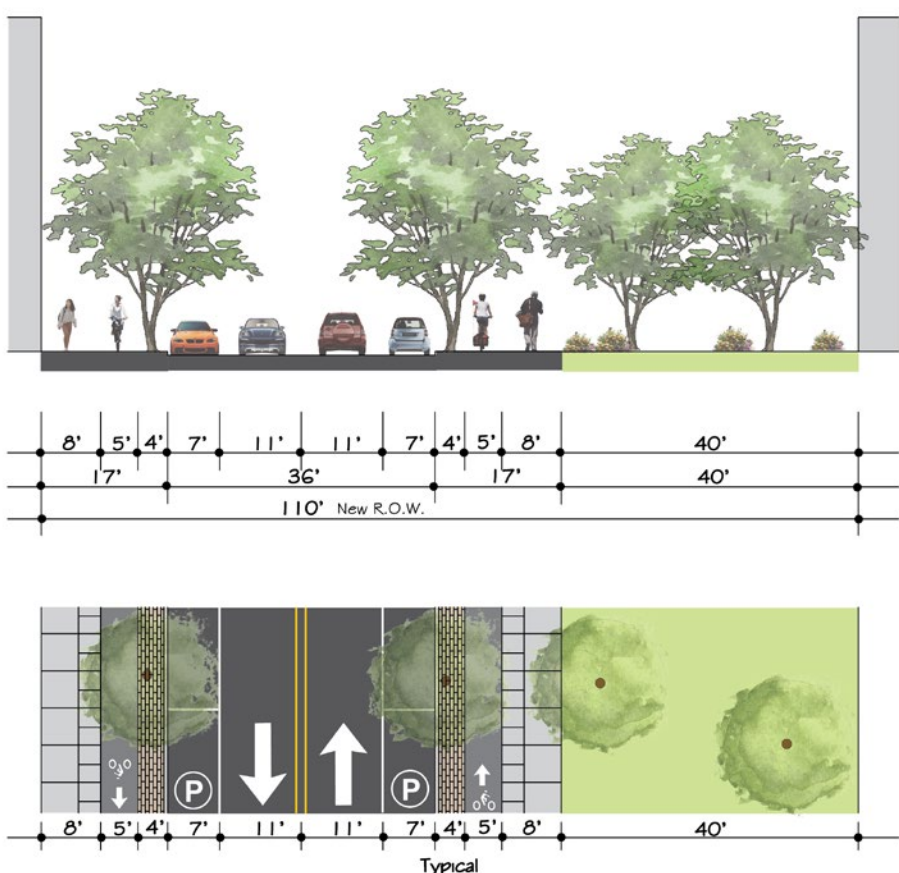 8' 5' 4' 7' 11' 11' 7' 4' 5' 8' 40'
17' 36' 17' 40'
110' New R.O.W.
P P
8' 5' 4' 7' 11' 11' 7' 4' 5' 8' 40'
Typical